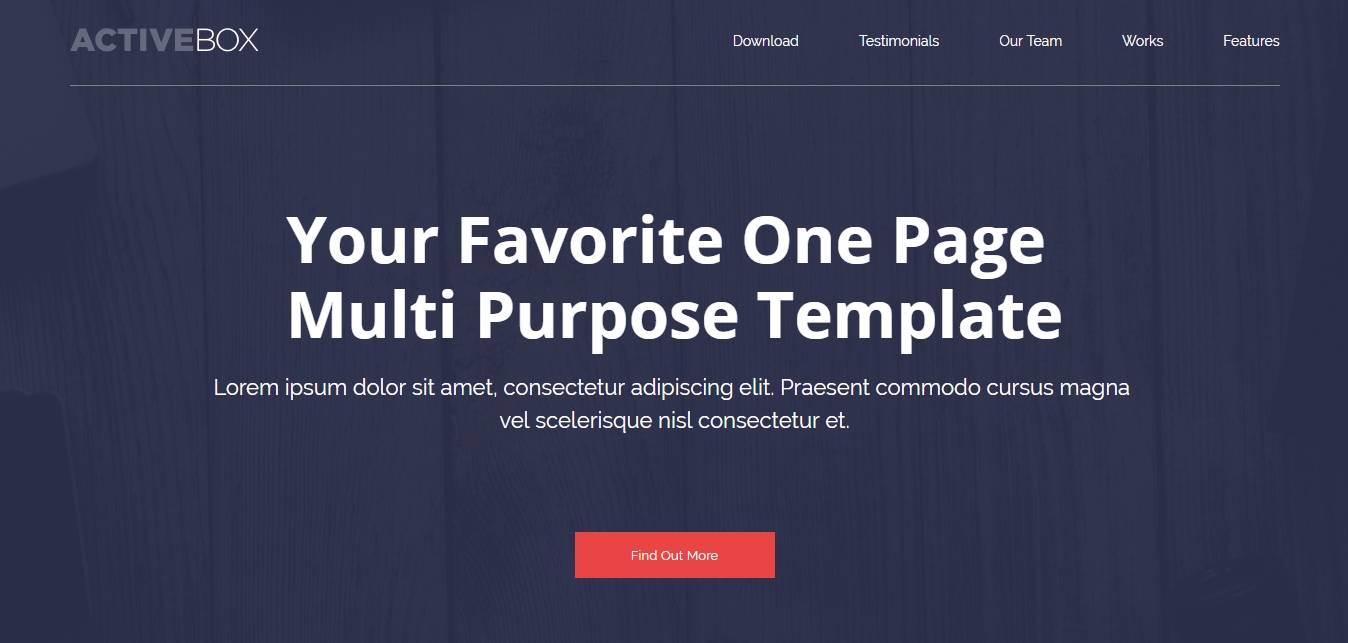 ACTIVEBOX
Download Testimonials Our Team Works Features
Your Favorite One Page
Multi Purpose Template
Lorem ipsum dolor sit amet, consectetur adipiscing elit. Praesent commodo cursus magna
vel scelerisque nisl consectetur et.
Find Out More